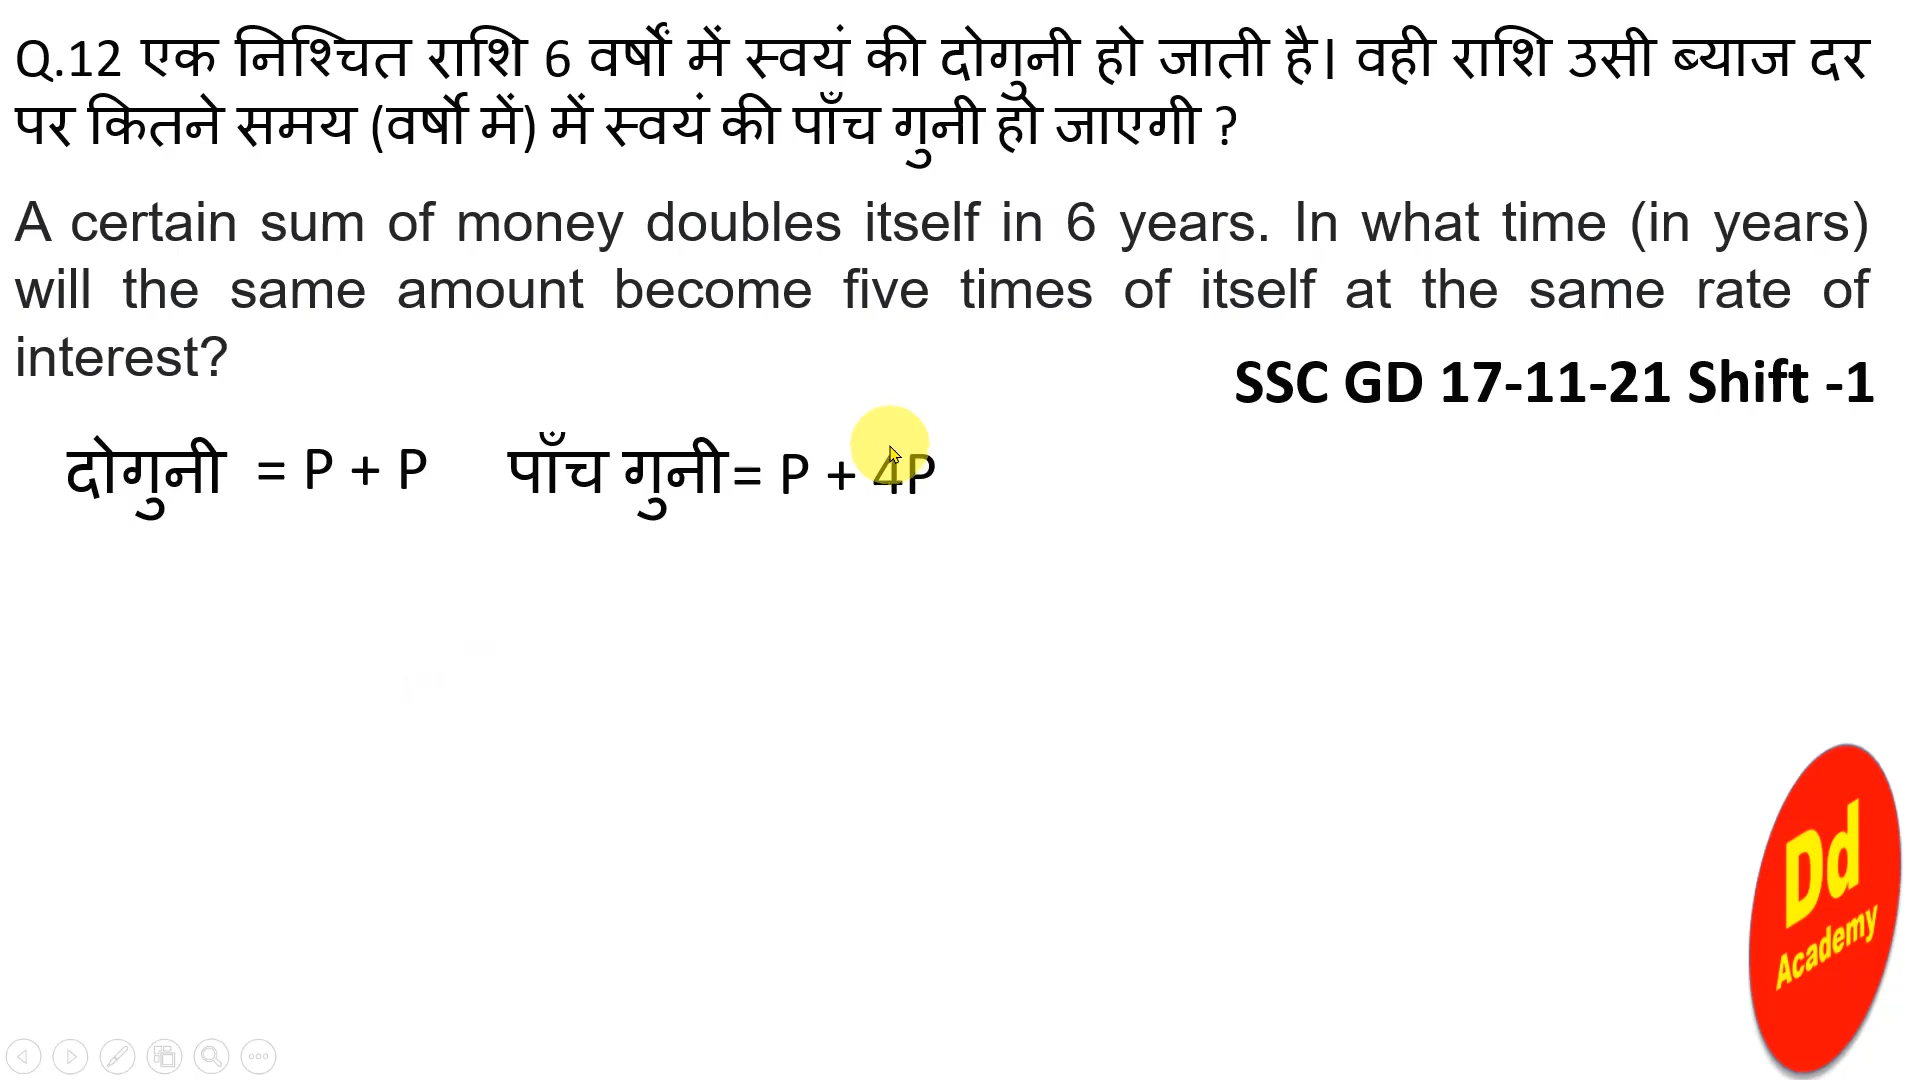 Q.12 एक निश्चित राशि 6 वर्षों में स्वयं की दोगुनी हो जाती है। वही राशि उसी ब्याज दर
पर कितने समय (वर्षो में) में स्वयं की पाँच गुनी हो जाएगी ?
A certain sum of money doubles itself in 6 years. In what time (in years)
will the same amount become five times of itself at the same rate of
interest?
SSC GD 17-11-21 Shift -1
दोगुनी = P + P पाँच गुनी = P + 4P
Dd
Academy